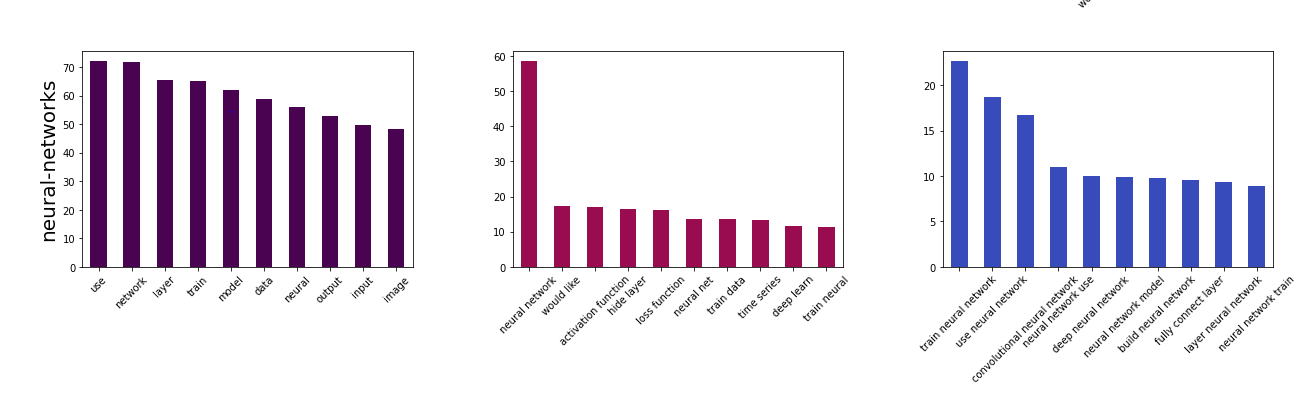 wo
neural-networks
70
60
50
40
30
20
10
0
use
network
layer
train
model
data
neural
output
input
image
60
50
40
30
20
10
0
neural network
would like
activation function
hide layer
loss function
neural net
train data
time series
deep learn
train neural
20
15
10
5
0
train neural network
use neural network
convolutional neural network
neural network use
deep neural network
neural network model
build neural network
fully connect layer
layer neural network
neural network train